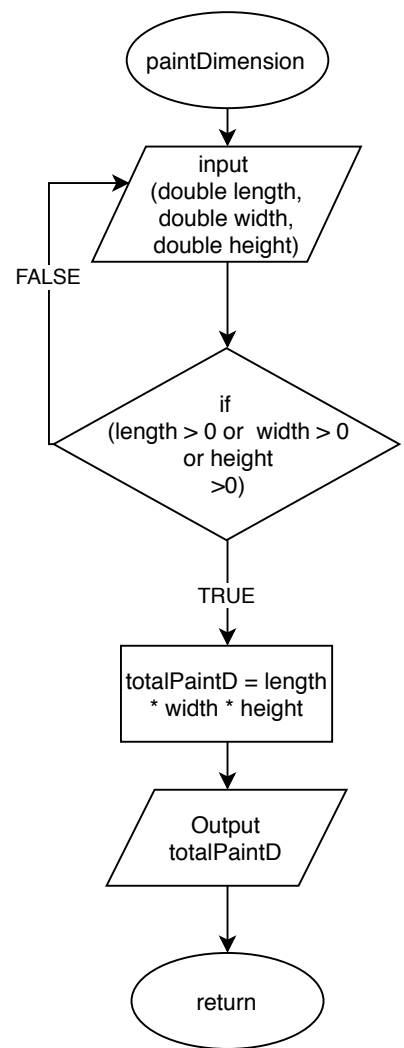 paintDimension
input
(double length,
double width,
double height)
FALSE
if
(length > 0 or width > 0
or height
>0)
TRUE
totalPaintD = length
* width * height
Output
totalPaintD
return